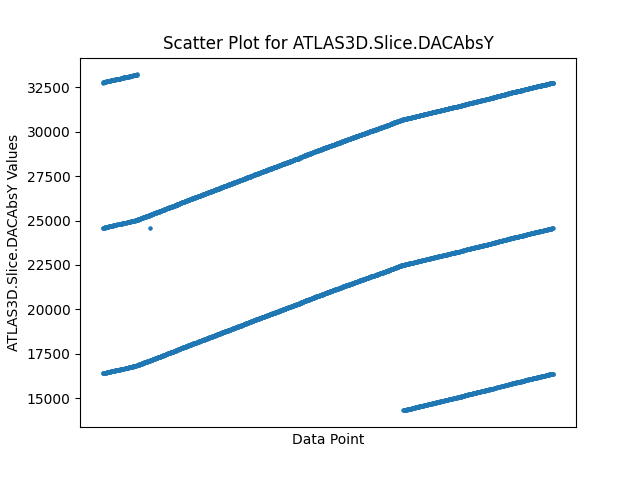 Scatter Plot for ATLAS3D.Slice.DACAbsY
32500
30000
27500
25000
22500
20000
17500
15000
ATLAS3D.Slice.DACAbsY Values
Data Point